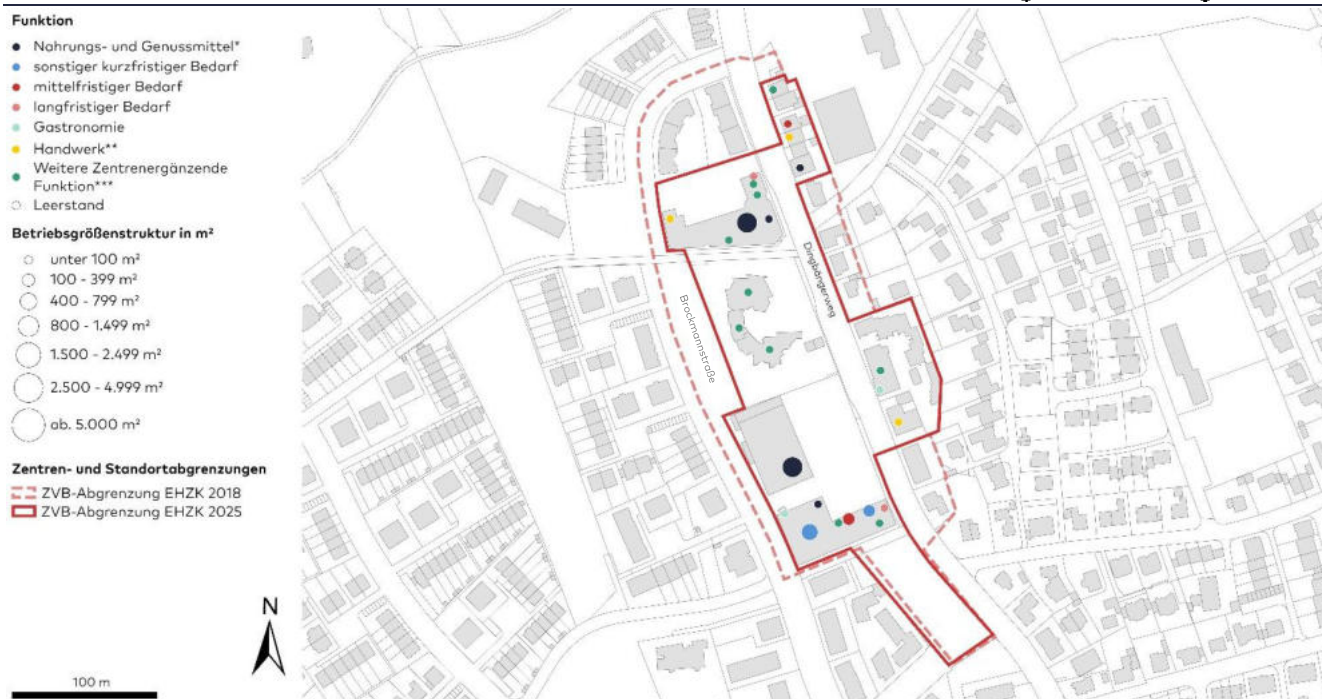 Funktion
Nahrungs- und Genussmittel*
sonstiger kurzfristiger Bedarf
mittelfristiger Bedarf
langfristiger Bedarf
Gastronomie
Handwerk**
Weitere Zentrenergänzende
Funktion***
Leerstand
Betriebsgrößenstruktur in m²
unter 100 m²
100 - 399 m²
400 - 799 m²
800 - 1.499 m²
1.500 - 2.499 m²
2.500 - 4.999 m²
ab. 5.000 m²
Zentren- und Standortabgrenzungen
ZVB-Abgrenzung EHZK 2018
ZVB-Abgrenzung EHZK 2025
N
100 m
Dingbängerweg
Brockmannstraße